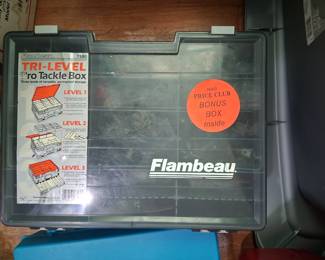 TRI-LEVEL
Pro Tackle Box
LEVEL 1
LEVEL 2
LEVEL 3
PRICE CLUB
BONUS
BOX
inside
Flambeau